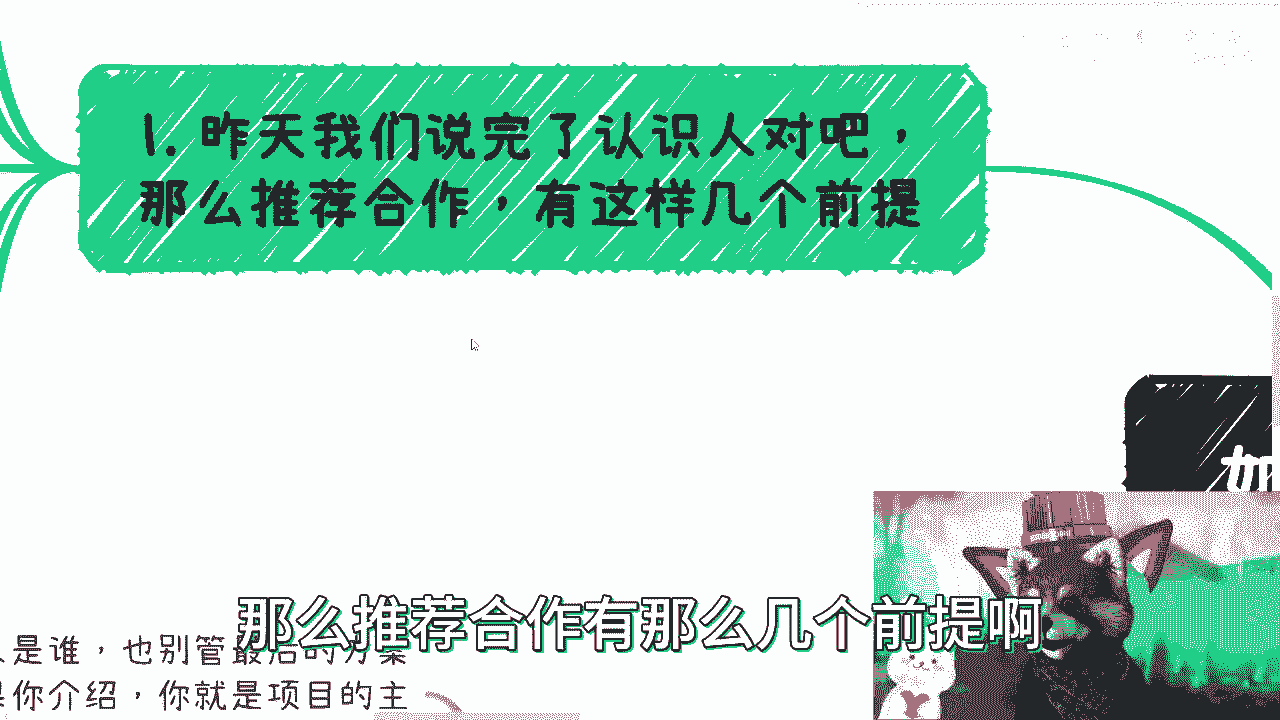 1. 昨天我们说完了认识人对吧，
那么推荐合作，有这样几个前提
如
那么推荐合作有那么几个前提啊
是谁，也别管最后的方案
你介绍，你就是项目的主